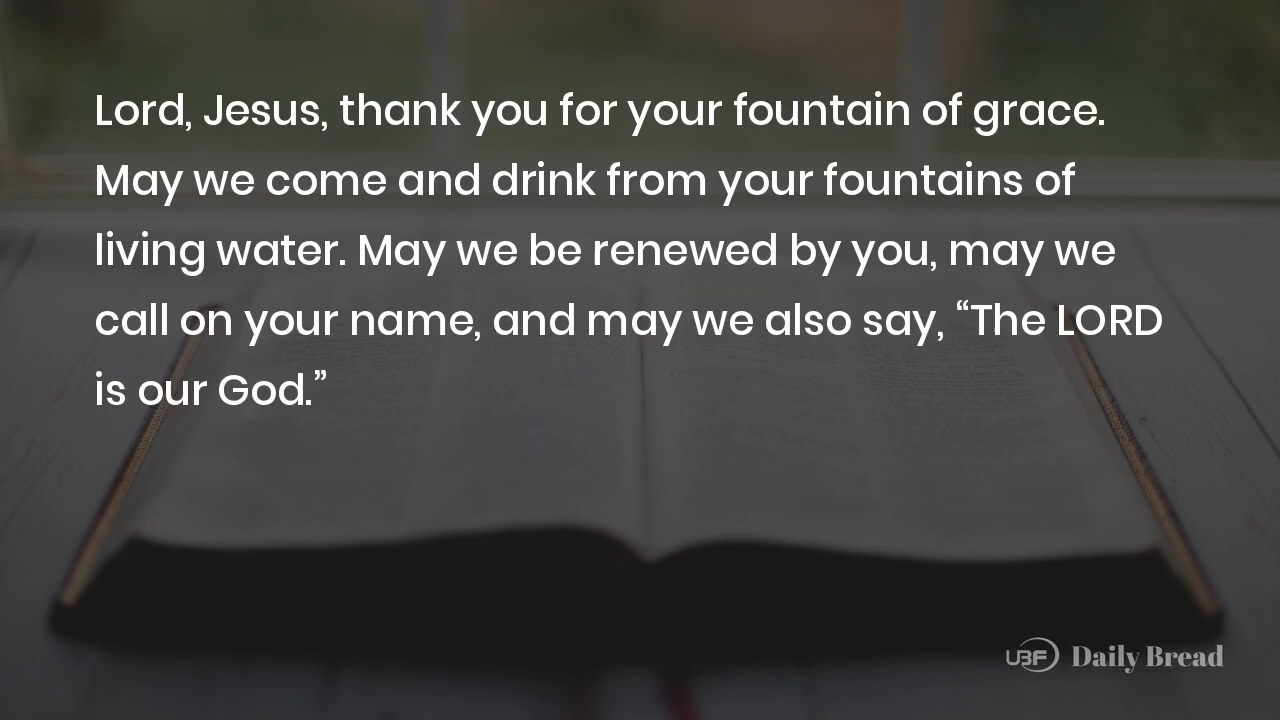 Lord, Jesus, thank you for your fountain of grace.
May we come and drink from your fountains of
living water. May we be renewed by you, may we
call on your name, and may we also say, “The LORD
is our God.”
UBF Daily Bread